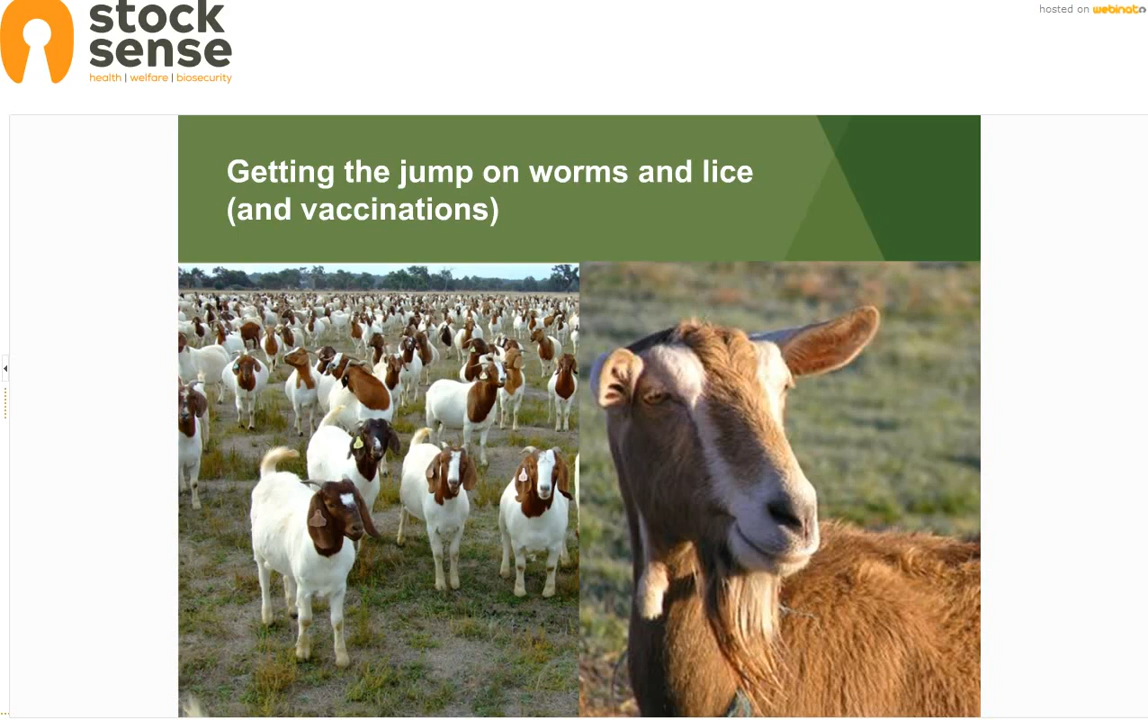 stock
sense
health | welfare | biosecurity
hosted on webinato
Getting the jump on worms and lice
(and vaccinations)